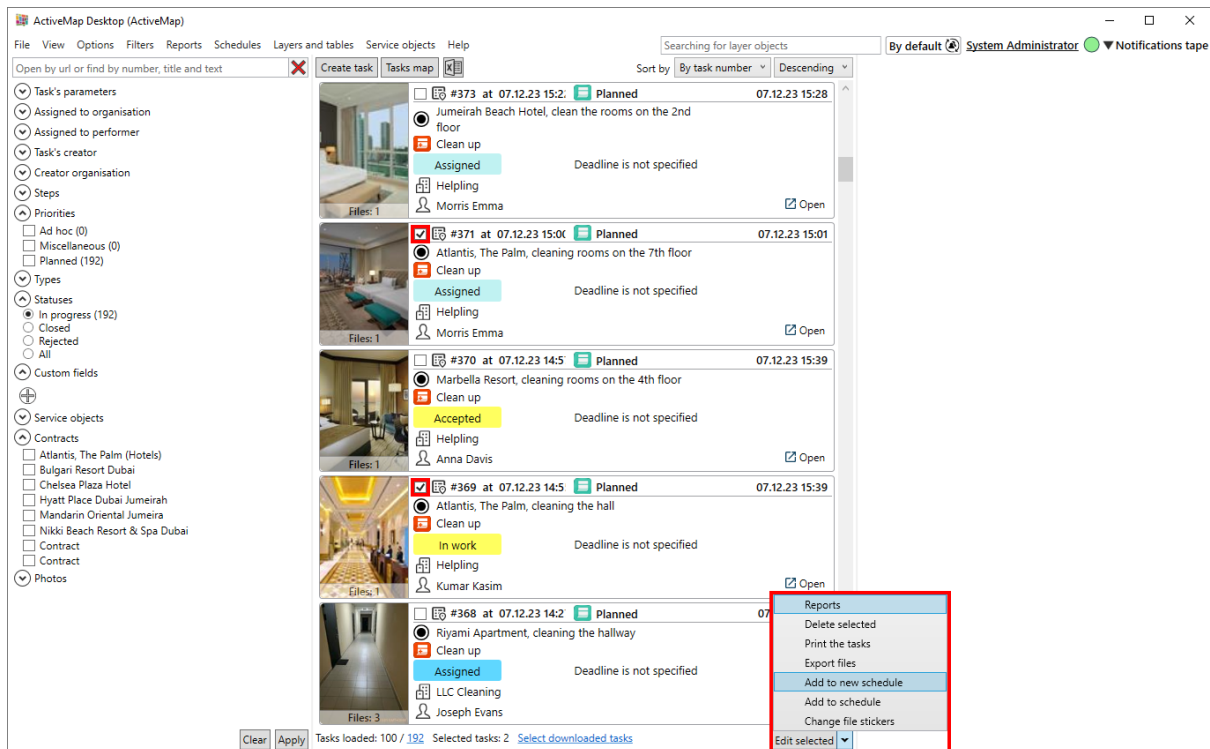 ActiveMap Desktop (ActiveMap)
File View Options Filters Reports Schedules Layers and tables Service objects Help
Searching for layer objects
By default
System Administrator
▼Notifications tape
Open by url or find by number, title and text
Create task
Tasks map
Sort by By task number Descending
Task's parameters
Assigned to organisation
Assigned to performer
Task's creator
Creator organisation
Steps
Priorities
Ad hoc (0)
Miscellaneous (0)
Planned (192)
Types
Statuses
In progress (192)
Closed
Rejected
All
Custom fields
Service objects
Contracts
Atlantis, The Palm (Hotels)
Bulgari Resort Dubai
Chelsea Plaza Hotel
Hyatt Place Dubai Jumeirah
Mandarin Oriental Jumeira
Nikki Beach Resort & Spa Dubai
Contract
Contract
Photos
Clear Apply
#373 at 07.12.23 15:2 Planned 07.12.23 15:28
Jumeirah Beach Hotel, clean the rooms on the 2nd
floor
Clean up
Assigned Deadline is not specified
Helpling
Files: 1 Morris Emma Open
#371 at 07.12.23 15:00 Planned 07.12.23 15:01
Atlantis, The Palm, cleaning rooms on the 7th floor
Clean up
Assigned Deadline is not specified
Helpling
Files: 1 Morris Emma Open
#370 at 07.12.23 14:5 Planned 07.12.23 15:39
Marbella Resort, cleaning rooms on the 4th floor
Clean up
Accepted Deadline is not specified
Helpling
Files: 1 Anna Davis Open
#369 at 07.12.23 14:5 Planned 07.12.23 15:39
Atlantis, The Palm, cleaning the hall
Clean up
In work Deadline is not specified
Helpling
Files: 1 Kumar Kasim Open
#368 at 07.12.23 14:2 Planned 07
Riyami Apartment, cleaning the hallway
Clean up
Assigned Deadline is not specified
LLC Cleaning
Files: 3 Joseph Evans
Reports
Delete selected
Print the tasks
Export files
Add to new schedule
Add to schedule
Change file stickers
Tasks loaded: 100 / 192 Selected tasks: 2 Select downloaded tasks
Edit selected